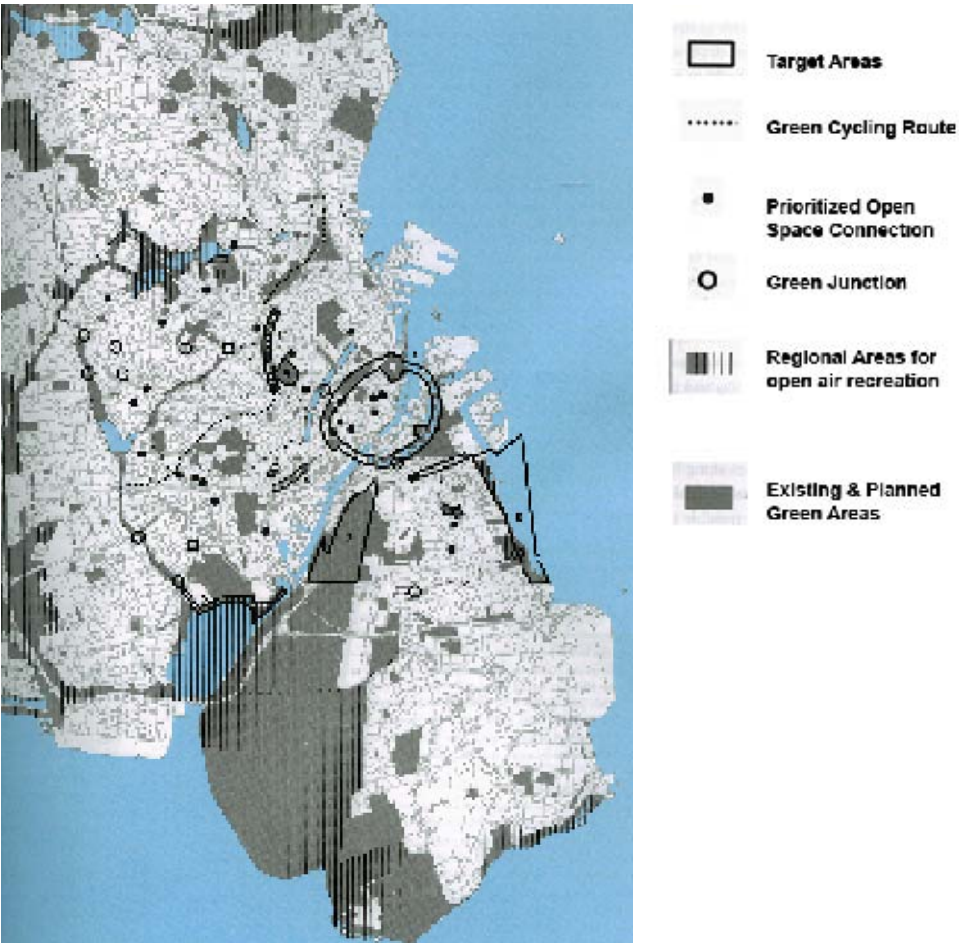 Target Areas
Green Cycling Route
Prioritized Open
Space Connection
Green Junction
Regional Areas for
open air recreation
Existing & Planned
Green Areas